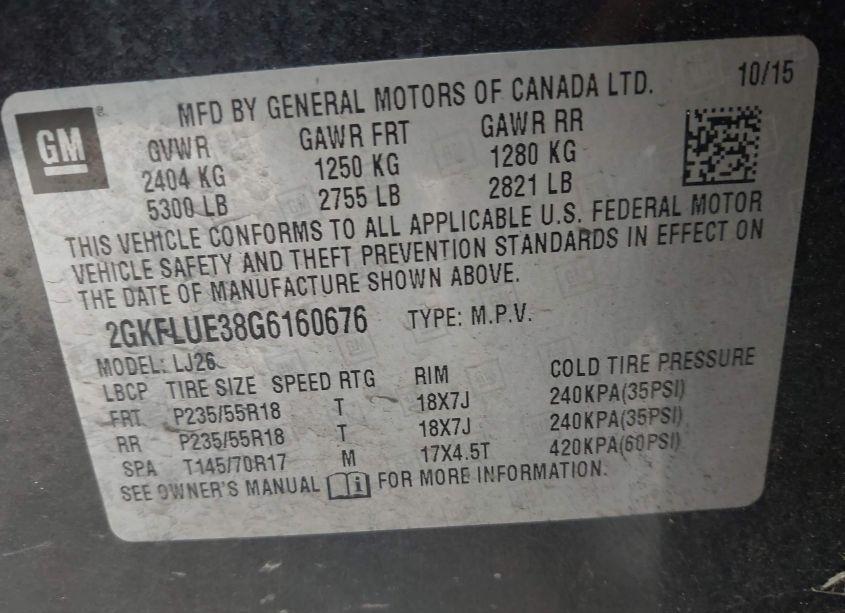 MFD BY GENERAL MOTORS OF CANADA LTD. 10/15
GM ®
GVWR GAWR FRT GAWR RR
2404 KG 1250 KG 1280 KG
5300 LB 2755 LB 2821 LB
THIS VEHICLE CONFORMS TO ALL APPLICABLE U.S. FEDERAL MOTOR
VEHICLE SAFETY AND THEFT PREVENTION STANDARDS IN EFFECT ON
THE DATE OF MANUFACTURE SHOWN ABOVE.
2GKFLUE38G6160676 TYPE: M.P.V.
MODEL: LJ26
LBCP TIRE SIZE SPEED RTG RIM COLD TIRE PRESSURE
FRT P235/55R18 T 18X7J 240KPA(35PSI)
RR P235/55R18 T 18X7J 240KPA(35PSI)
SPA T145/70R17 M 17X4.5T 420KPA(60PSI)
SEE OWNER'S MANUAL i FOR MORE INFORMATION.